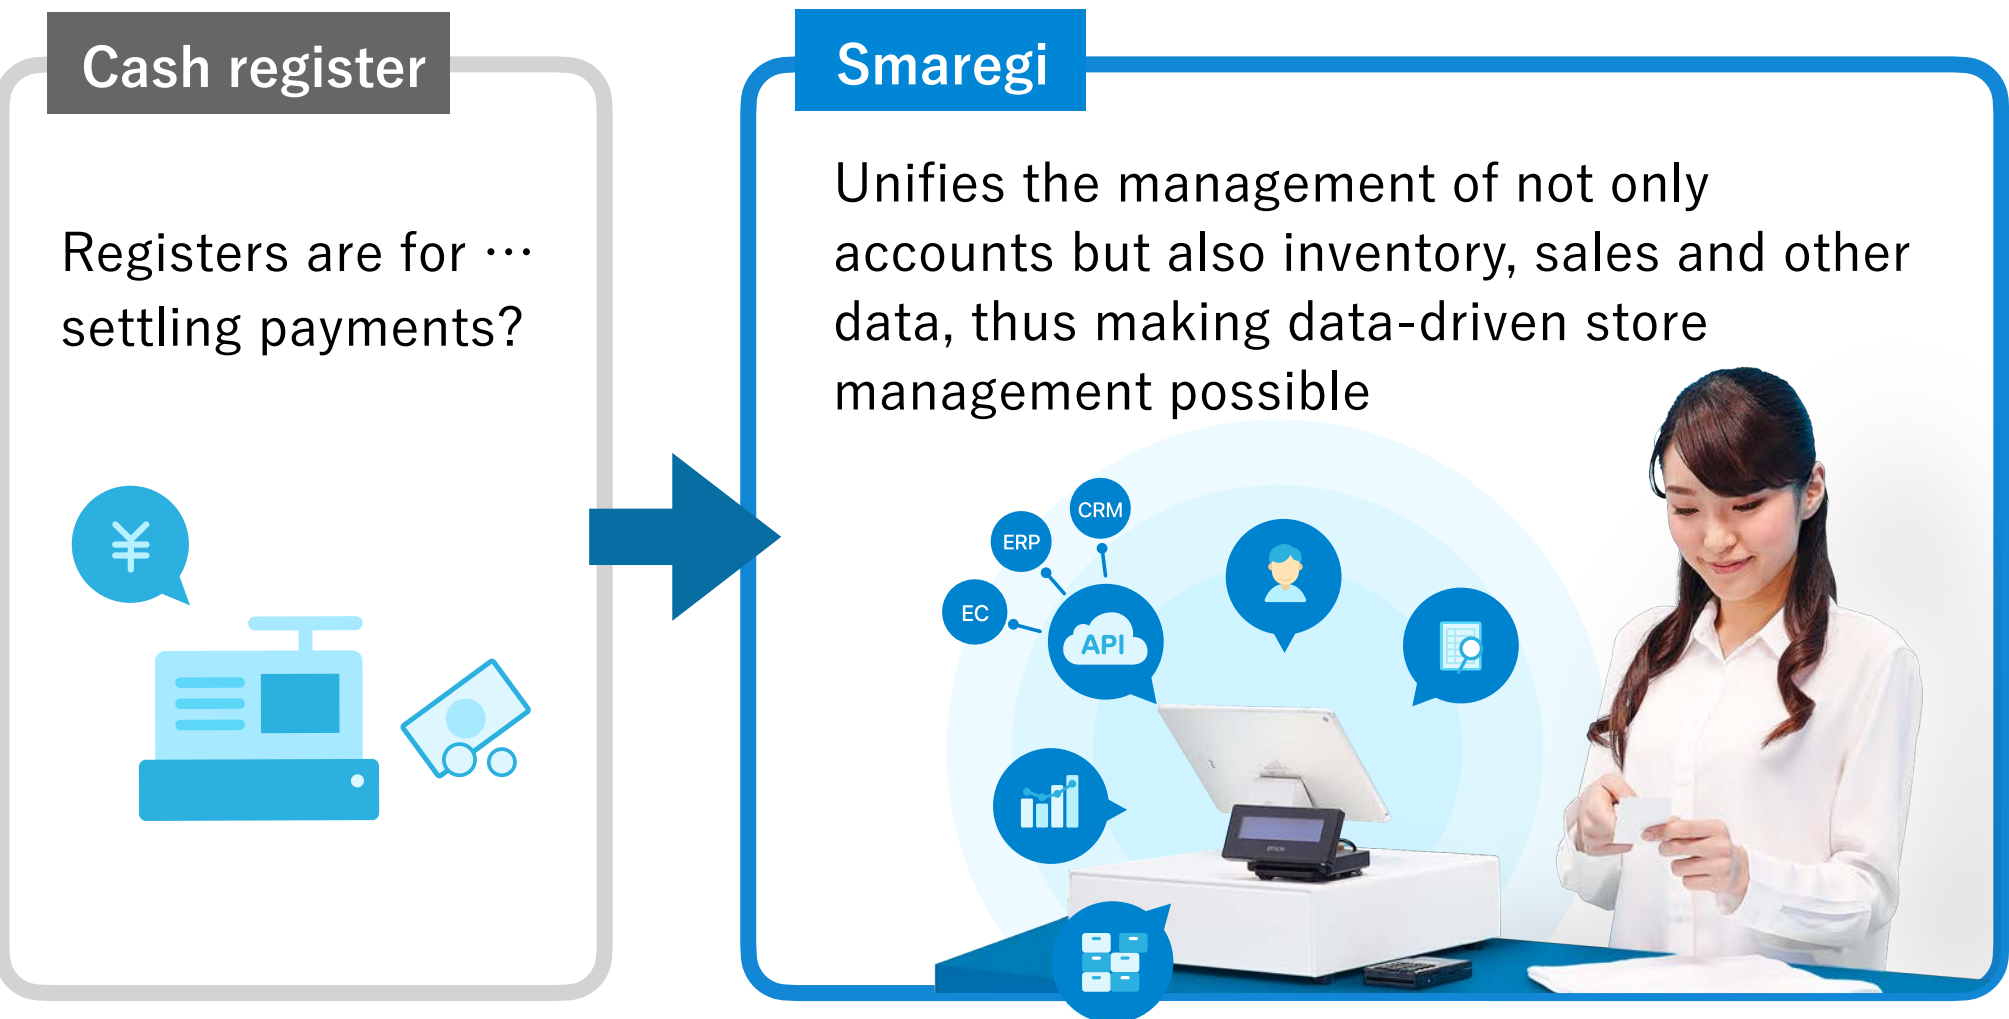 Cash register
Registers are for …
settling payments?
¥
Smaregi
Unifies the management of not only
accounts but also inventory, sales and other
data, thus making data-driven store
management possible
CRM
ERP
EC
API
EPSON